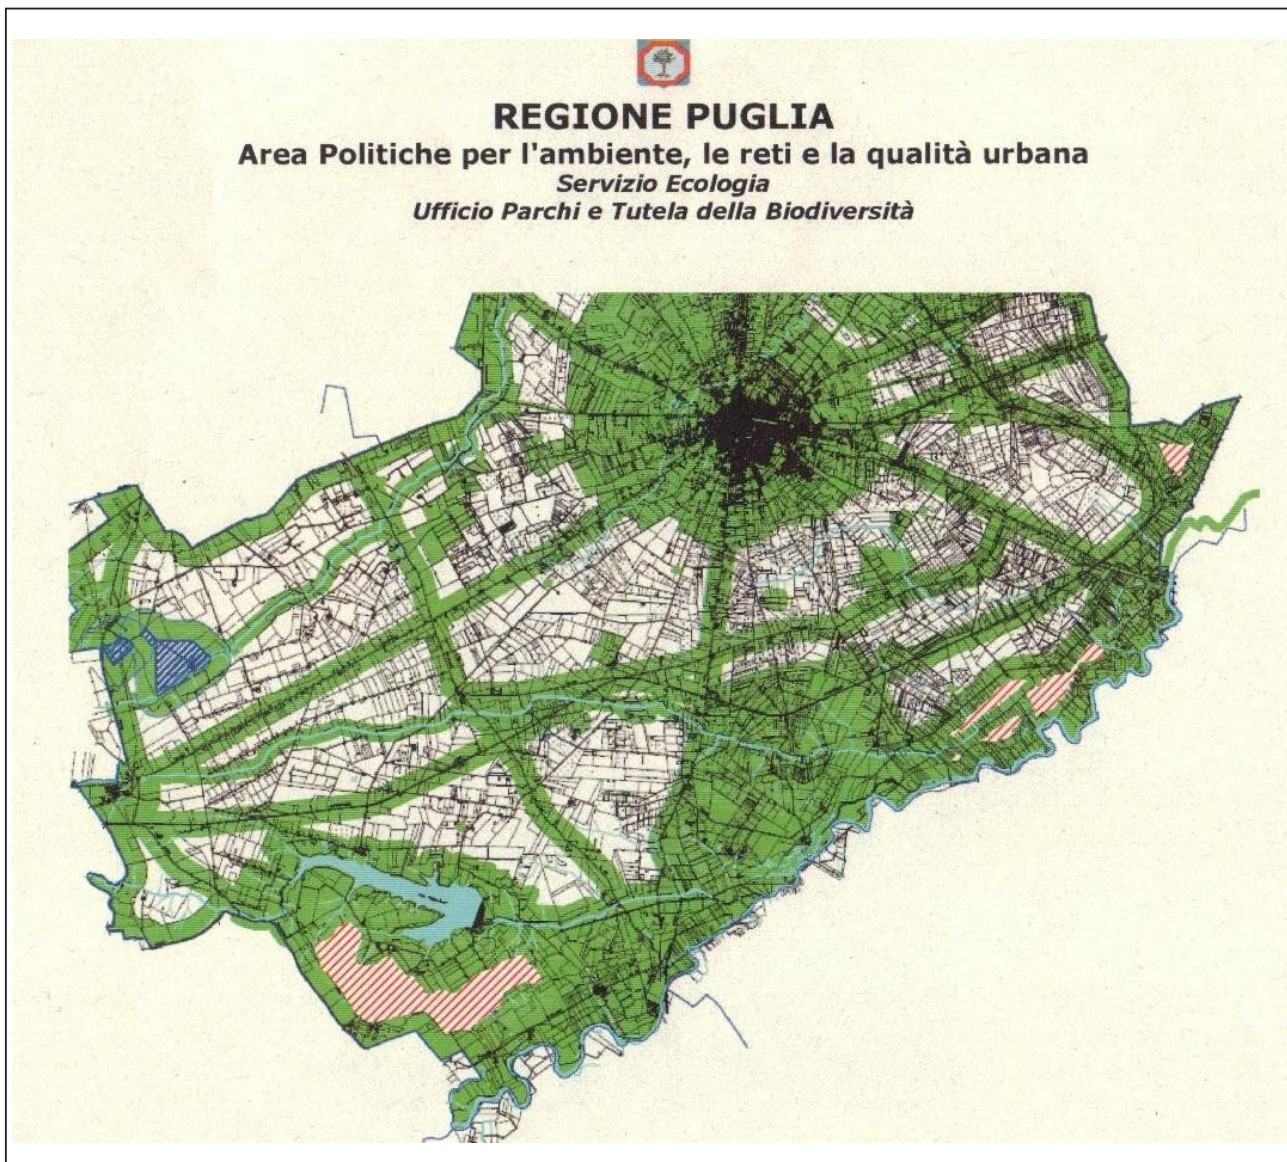 REGIONE PUGLIA
Area Politiche per l'ambiente, le reti e la qualità urbana
Servizio Ecologia
Ufficio Parchi e Tutela della Biodiversità